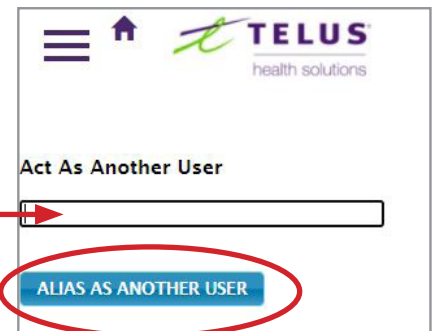 TELUS
health solutions
Act As Another User
ALIAS AS ANOTHER USER